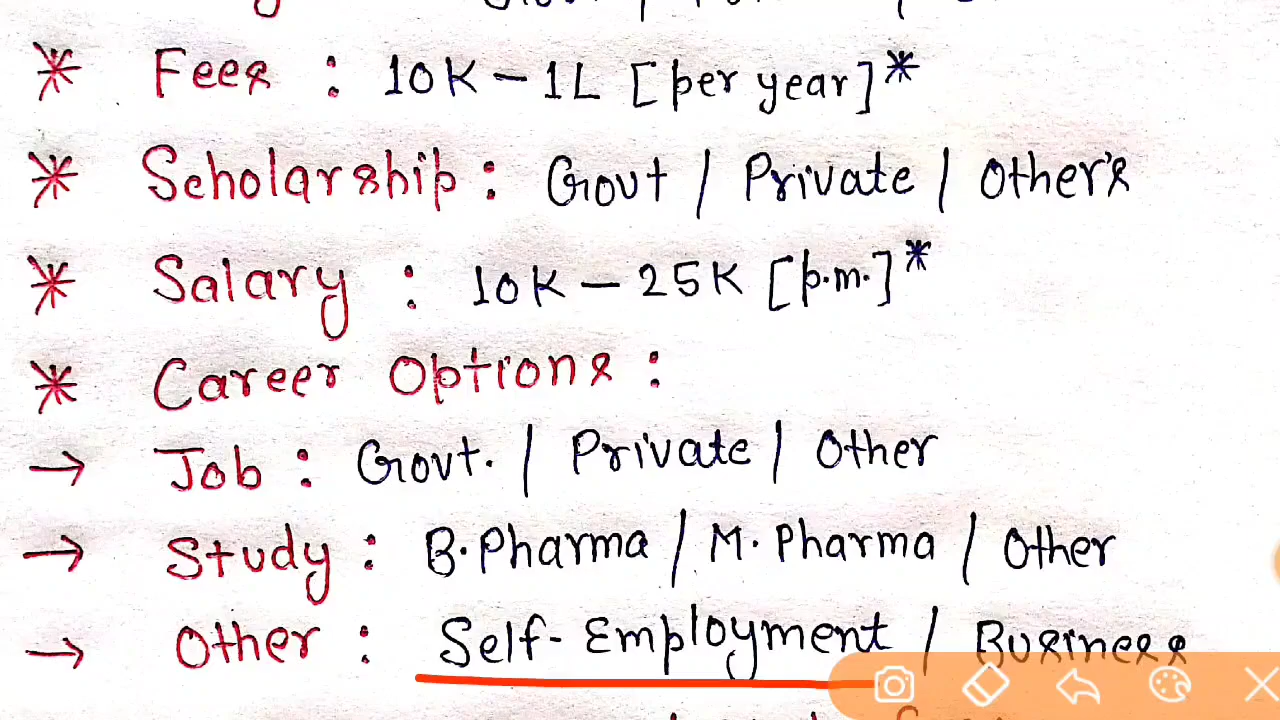 * Fees : 10K - 1L [per year]*
* Scholarship : Govt / Private / Other's
* Salary : 10K - 25K [p.m.]*
* Career Options :
→ Job : Govt. / Private / Other
→ Study : B.Pharma / M.Pharma / Other
→ Other : Self-Employment / Business